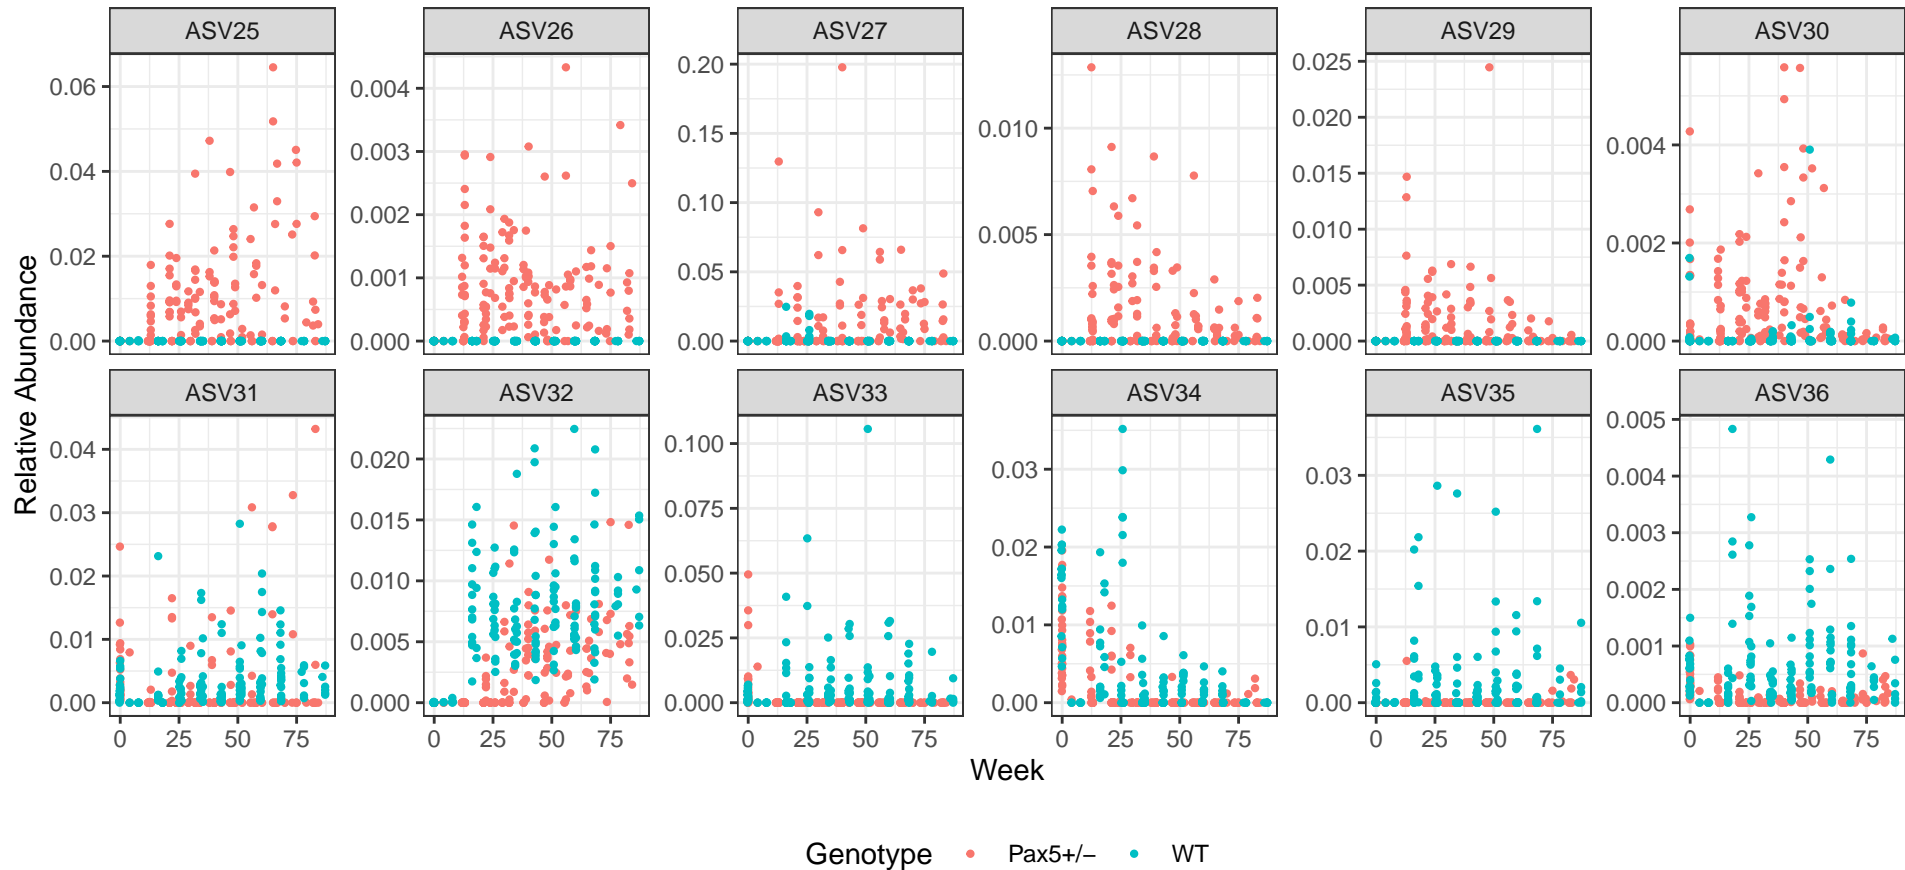 ASV25 ASV26 ASV27 ASV28 ASV29 ASV30
0.06 0.04 0.02 0.00
0.004 0.003 0.002 0.001 0.000
0.20 0.15 0.10 0.05 0.00
0.010 0.005 0.000
0.025 0.020 0.015 0.010 0.005 0.000
0.004 0.002 0.000
Relative Abundance
ASV31 ASV32 ASV33 ASV34 ASV35 ASV36
0.04 0.03 0.02 0.01 0.00
0.020 0.015 0.010 0.005 0.000
0.100 0.075 0.050 0.025 0.000
0.03 0.02 0.01 0.00
0.03 0.02 0.01 0.00
0.005 0.004 0.003 0.002 0.001 0.000
0 25 50 75 0 25 50 75 0 25 50 75 0 25 50 75 0 25 50 75 0 25 50 75
Week
Genotype Pax5+/− WT